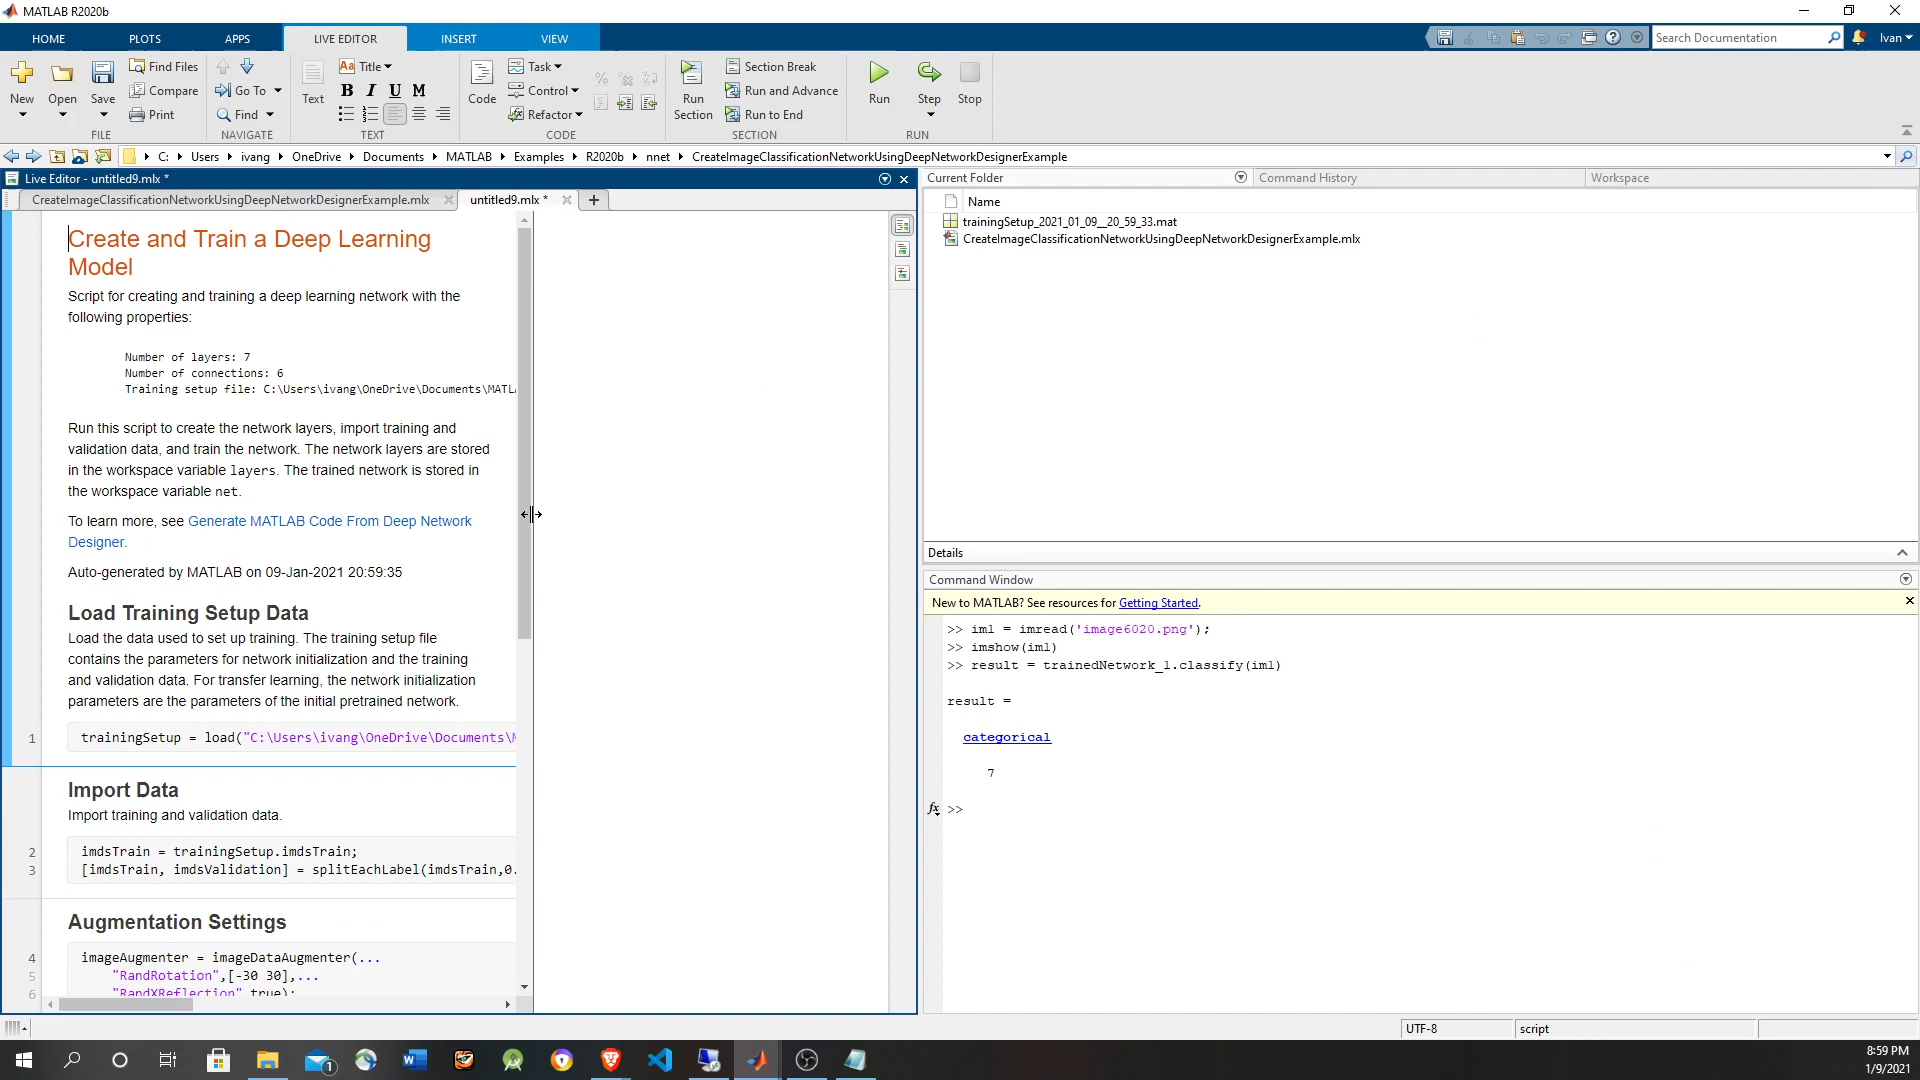 MATLAB R2020b
HOME PLOTS APPS LIVE EDITOR INSERT VIEW
Search Documentation
Ivan
New Open Save Find Files Compare Print
FILE
Go To Find
NAVIGATE
Text Title
B I U M
TEXT
Code Task Control Refactor
CODE
Run Section Section Break Run and Advance Run to End
SECTION
Run Step Stop
RUN
C: Users ivang OneDrive Documents MATLAB Examples R2020b nnet CreateImageClassificationNetworkUsingDeepNetworkDesignerExample
Live Editor - untitled9.mlx *
CreateImageClassificationNetworkUsingDeepNetworkDesignerExample.mlx untitled9.mlx *
Create and Train a Deep Learning
Model
Script for creating and training a deep learning network with the
following properties:
Number of layers: 7
Number of connections: 6
Training setup file: C:\Users\ivang\OneDrive\Documents\MATL
Run this script to create the network layers, import training and
validation data, and train the network. The network layers are stored
in the workspace variable layers. The trained network is stored in
the workspace variable net.
To learn more, see Generate MATLAB Code From Deep Network
Designer.
Auto-generated by MATLAB on 09-Jan-2021 20:59:35
Load Training Setup Data
Load the data used to set up training. The training setup file
contains the parameters for network initialization and the training
and validation data. For transfer learning, the network initialization
parameters are the parameters of the initial pretrained network.
1 trainingSetup = load("C:\Users\ivang\OneDrive\Documents\M
Import Data
Import training and validation data.
2 imdsTrain = trainingSetup.imdsTrain;
3 [imdsTrain, imdsValidation] = splitEachLabel(imdsTrain,0.
Augmentation Settings
4 imageAugmenter = imageDataAugmenter(...
5 "RandRotation",[-30 30],...
6 "RandXReflection",true);
Current Folder Command History Workspace
Name
trainingSetup_2021_01_09__20_59_33.mat
CreateImageClassificationNetworkUsingDeepNetworkDesignerExample.mlx
Details
Command Window
New to MATLAB? See resources for Getting Started.
>> im1 = imread('image6020.png');
>> imshow(im1)
>> result = trainedNetwork_1.classify(im1)
result =
categorical
7
fx >>
UTF-8 script
1
8:59 PM
1/9/2021